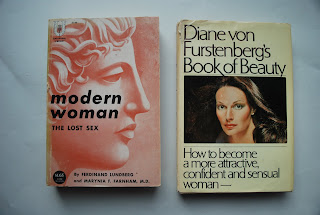 modern
woman
THE LOST SEX
By FERDINAND LUNDBERG
and MARYNIA F. FARNHAM, M.D.
Diane von
Furstenberg's
Book of Beauty
How to become
a more attractive,
confident and sensual
woman—